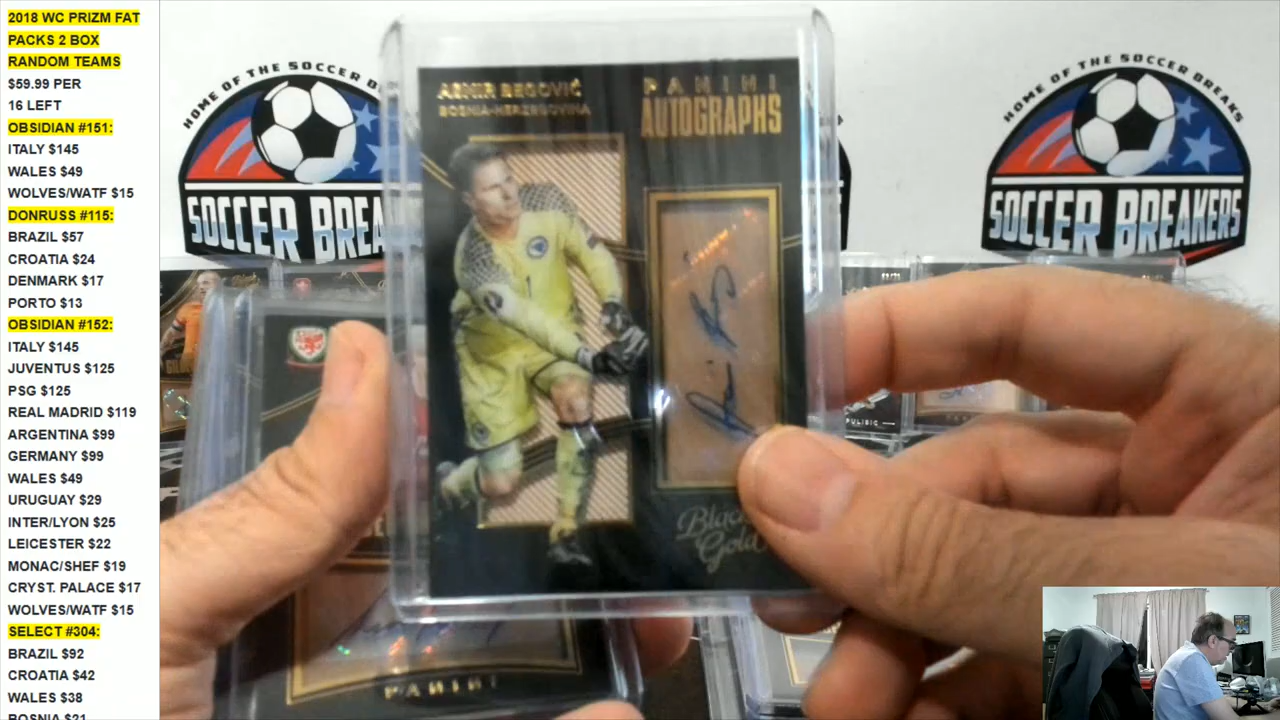 2018 WC PRIZM FAT
PACKS 2 BOX
RANDOM TEAMS
$59.99 PER
16 LEFT
OBSIDIAN #151:
ITALY $145
WALES $49
WOLVES/WATF $15
DONRUSS #115:
BRAZIL $57
CROATIA $24
DENMARK $17
PORTO $13
OBSIDIAN #152:
ITALY $145
JUVENTUS $125
PSG $125
REAL MADRID $119
ARGENTINA $99
GERMANY $99
WALES $49
URUGUAY $29
INTER/LYON $25
LEICESTER $22
MONAC/SHEF $19
CRYST. PALACE $17
WOLVES/WATF $15
SELECT #304:
BRAZIL $92
CROATIA $42
WALES $38
BOSNIA $21
HOME OF THE SOCCER B
SOCCER BREA
ASMIR BEGOVIĆ
BOSNIA-HERZEGOVINA
PANINI
AUTOGRAPHS
Black
Gold
HOME OF THE SOCCER BREAKS
SOCCER BREAKERS
PULISIC
PANINI